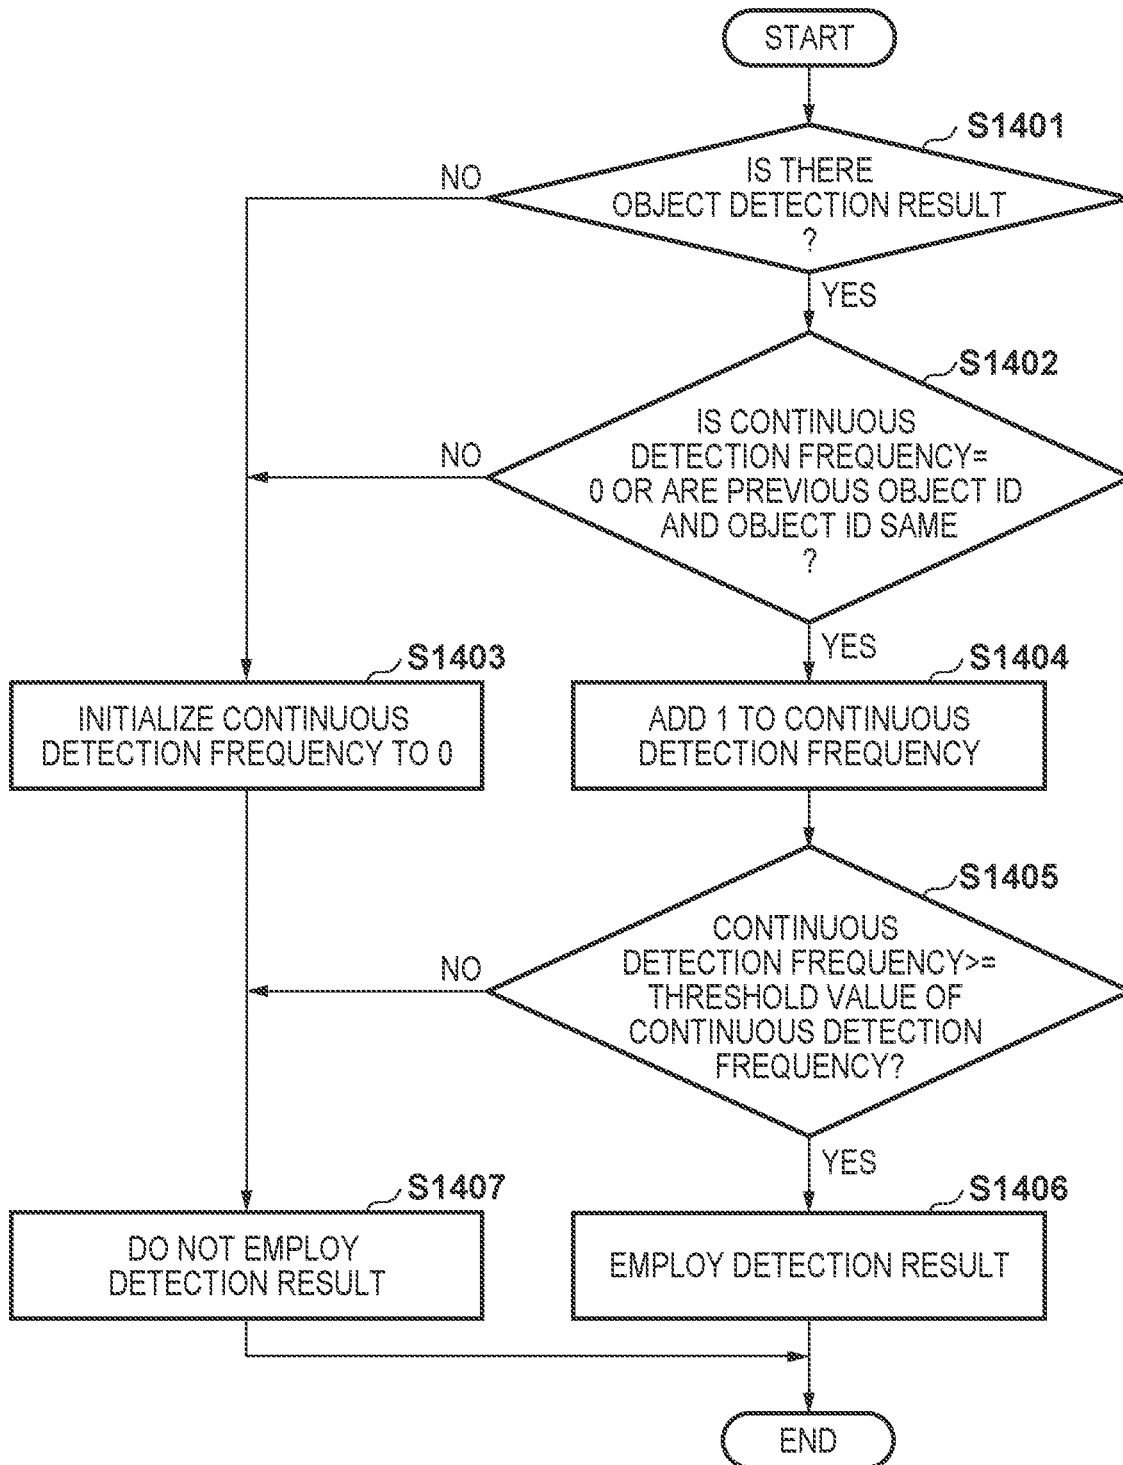 START
S1401
IS THERE
OBJECT DETECTION RESULT
?
NO
YES
S1402
IS CONTINUOUS
DETECTION FREQUENCY=
0 OR ARE PREVIOUS OBJECT ID
AND OBJECT ID SAME
?
NO
YES
S1403
INITIALIZE CONTINUOUS
DETECTION FREQUENCY TO 0
S1404
ADD 1 TO CONTINUOUS
DETECTION FREQUENCY
S1405
CONTINUOUS
DETECTION FREQUENCY>=
THRESHOLD VALUE OF
CONTINUOUS DETECTION
FREQUENCY?
NO
YES
S1407
DO NOT EMPLOY
DETECTION RESULT
S1406
EMPLOY DETECTION RESULT
END